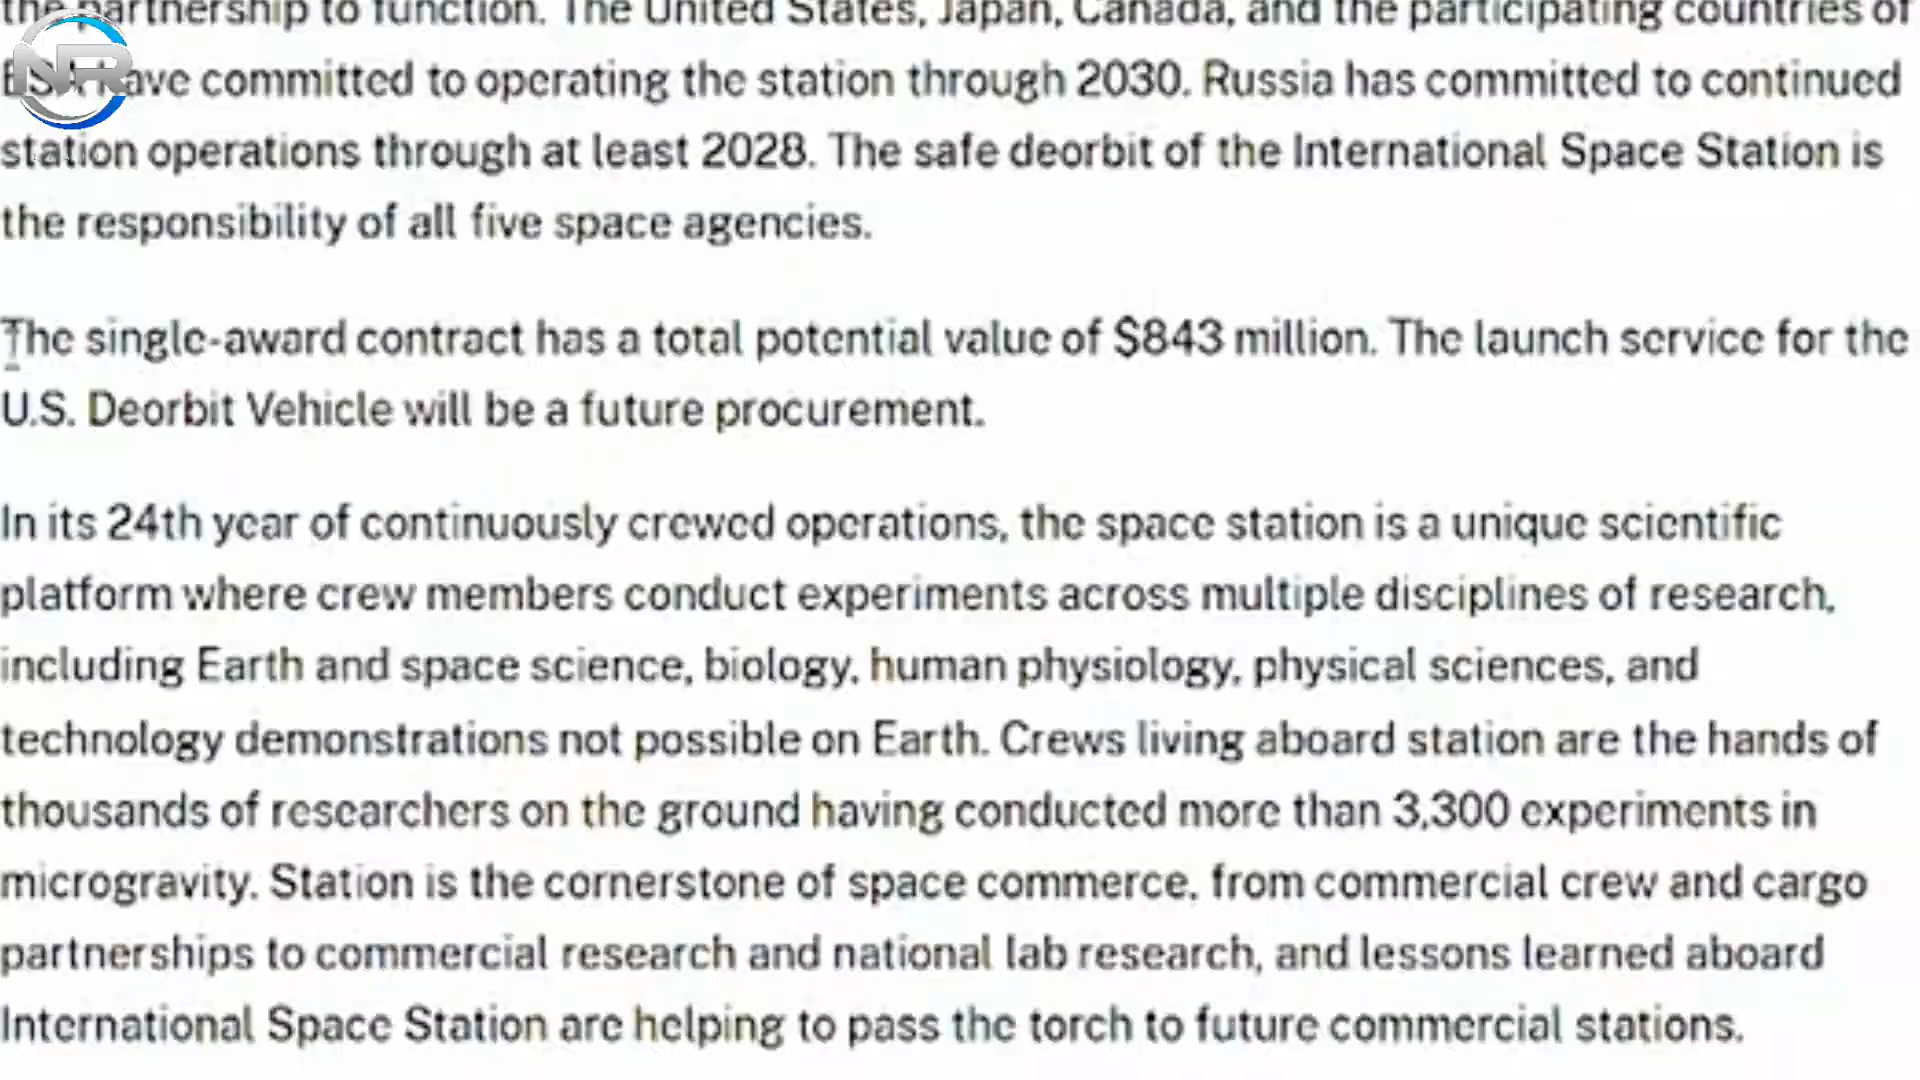 the partnership to function. The United States, Japan, Canada, and the participating countries of
NR
ESA have committed to operating the station through 2030. Russia has committed to continued
station operations through at least 2028. The safe deorbit of the International Space Station is
the responsibility of all five space agencies.
The single-award contract has a total potential value of $843 million. The launch service for the
U.S. Deorbit Vehicle will be a future procurement.
In its 24th year of continuously crewed operations, the space station is a unique scientific
platform where crew members conduct experiments across multiple disciplines of research,
including Earth and space science, biology, human physiology, physical sciences, and
technology demonstrations not possible on Earth. Crews living aboard station are the hands of
thousands of researchers on the ground having conducted more than 3,300 experiments in
microgravity. Station is the cornerstone of space commerce, from commercial crew and cargo
partnerships to commercial research and national lab research, and lessons learned aboard
International Space Station are helping to pass the torch to future commercial stations.